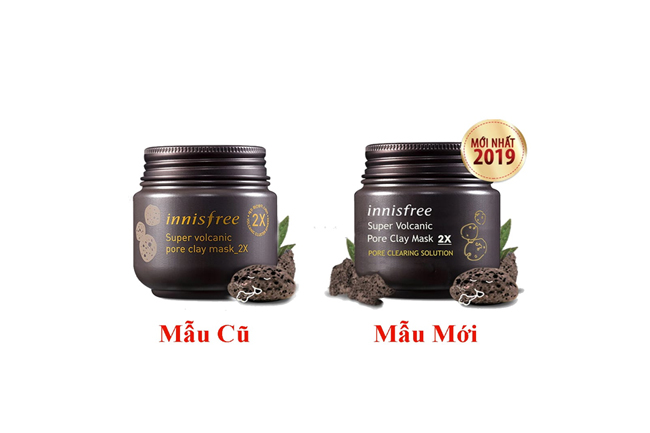 innisfree
2X
Super volcanic
pore clay mask_2X
Mẫu Cũ
MỚI NHẤT
2019
innisfree
Super Volcanic
Pore Clay Mask 2X
PORE CLEARING SOLUTION
Mẫu Mới